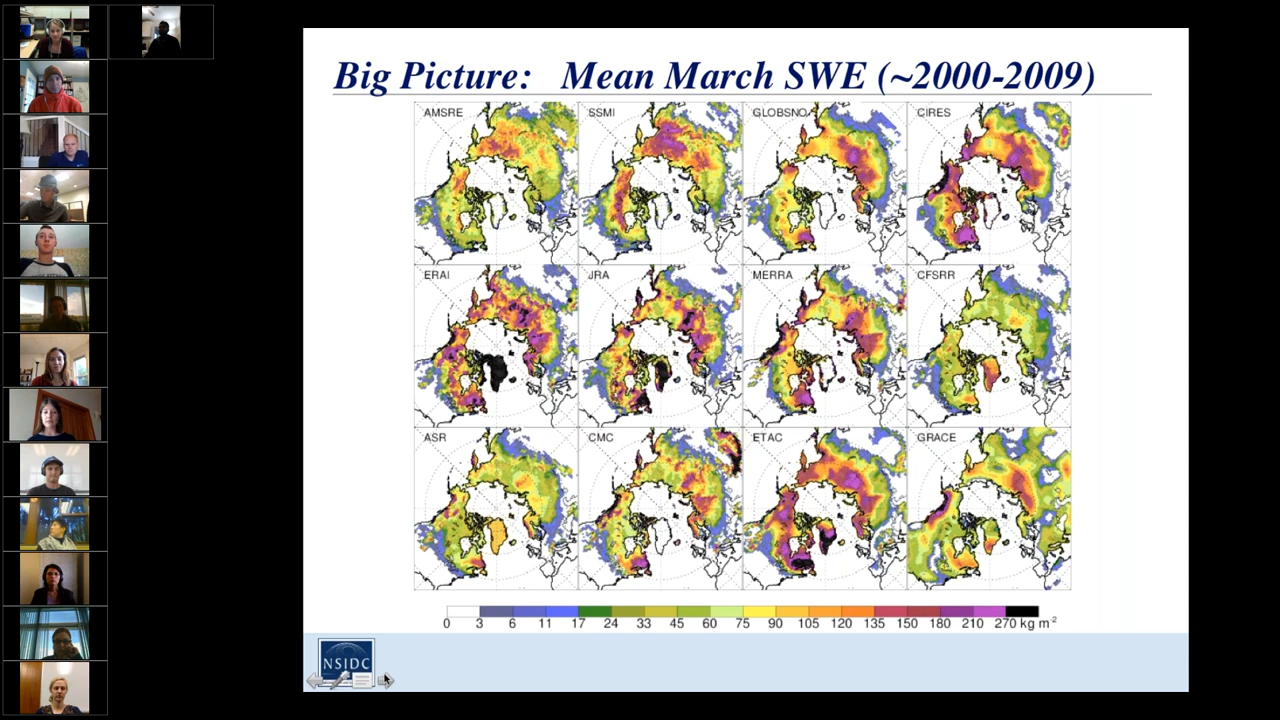 Big Picture: Mean March SWE (~2000-2009)
AMSRE SSMI GLOBSNO CIRES
ERAI JRA MERRA CFSRR
ASR CMC ETAC GRACE
0 3 6 11 17 24 33 45 60 75 90 105 120 135 150 180 210 270 kg m-2
NSIDC